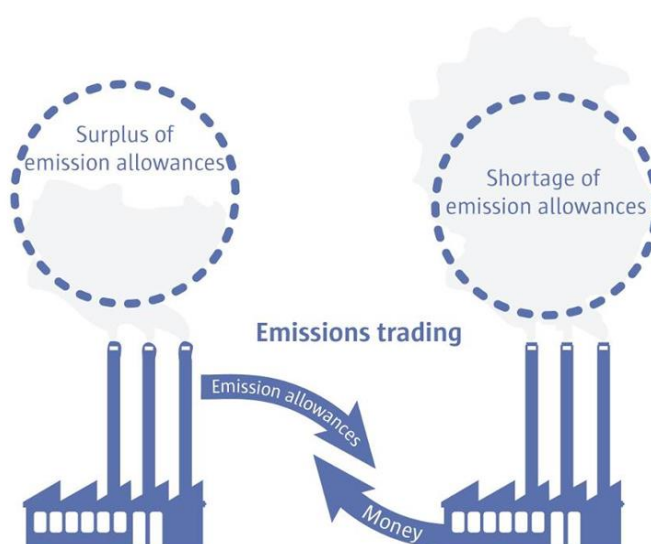 Surplus of
emission allowances
Shortage of
emission allowances
Emissions trading
Emission allowances
Money